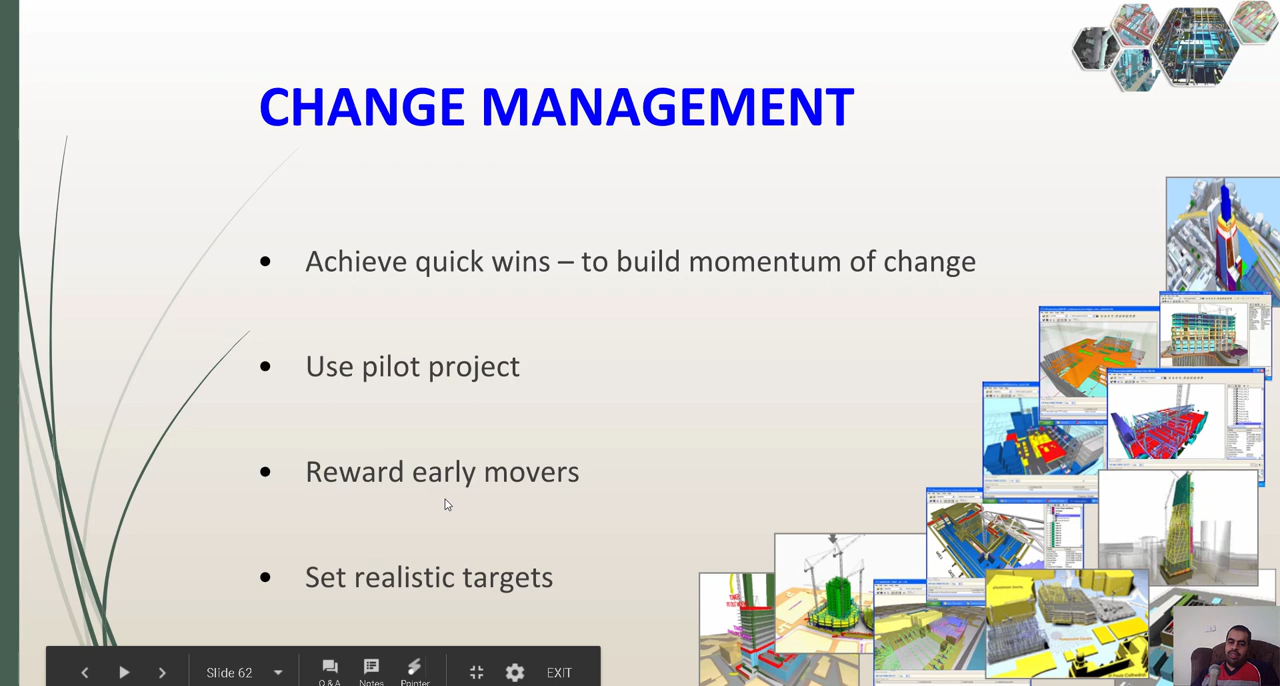 CHANGE MANAGEMENT
• Achieve quick wins – to build momentum of change
• Use pilot project
• Reward early movers
• Set realistic targets
Slide 62
Q & A
Notes
Pointer
EXIT